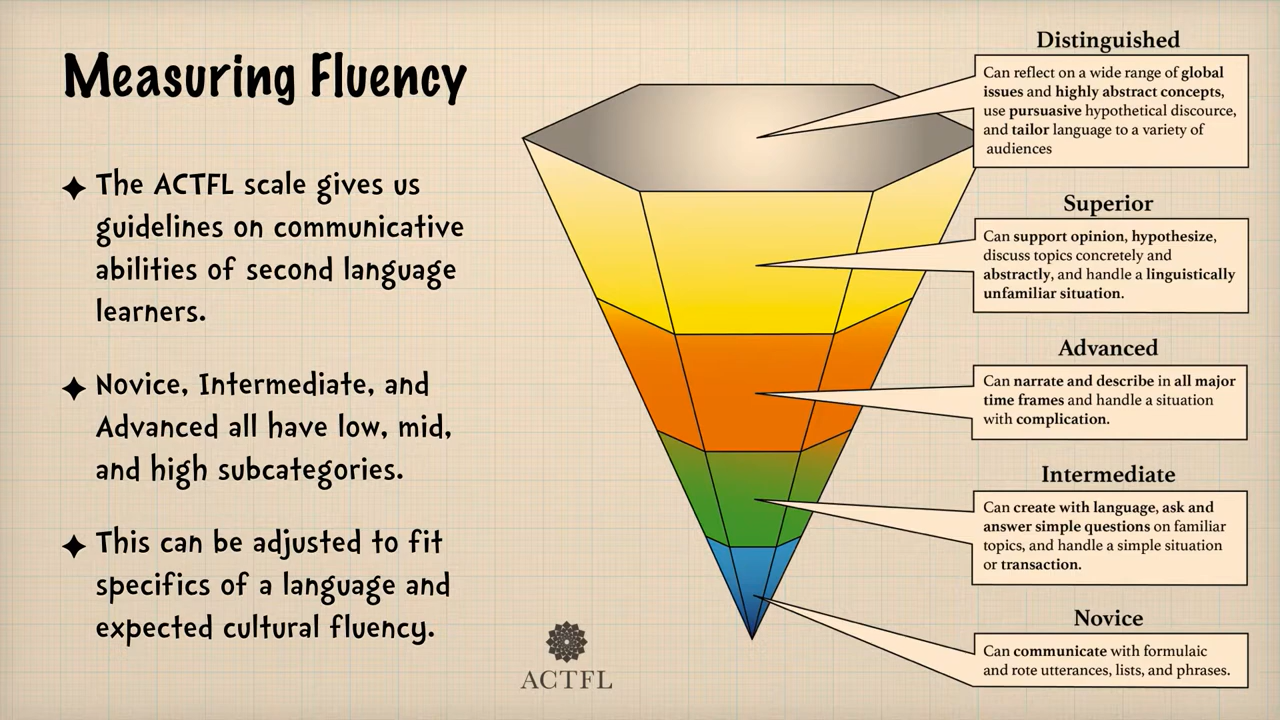 Measuring Fluency
The ACTFL scale gives us
guidelines on communicative
abilities of second language
learners.
Novice, Intermediate, and
Advanced all have low, mid,
and high subcategories.
This can be adjusted to fit
specifics of a language and
expected cultural fluency.
ACTFL
Distinguished
Can reflect on a wide range of global
issues and highly abstract concepts,
use pursuasive hypothetical discource,
and tailor language to a variety of
audiences
Superior
Can support opinion, hypothesize,
discuss topics concretely and
abstractly, and handle a linguistically
unfamiliar situation.
Advanced
Can narrate and describe in all major
time frames and handle a situation
with complication.
Intermediate
Can create with language, ask and
answer simple questions on familiar
topics, and handle a simple situation
or transaction.
Novice
Can communicate with formulaic
and rote utterances, lists, and phrases.